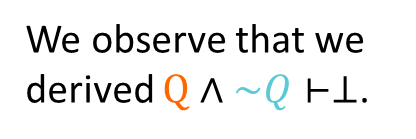 We observe that we
derived Q ∧ ~Q ⊢⊥.